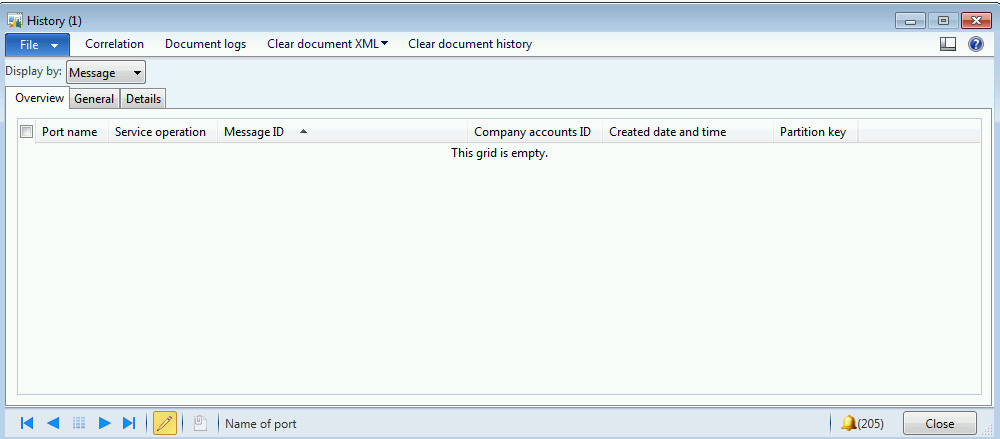 History (1)
File Correlation Document logs Clear document XML Clear document history
Display by: Message
Overview General Details
Port name Service operation Message ID Company accounts ID Created date and time Partition key
This grid is empty.
Name of port (205) Close